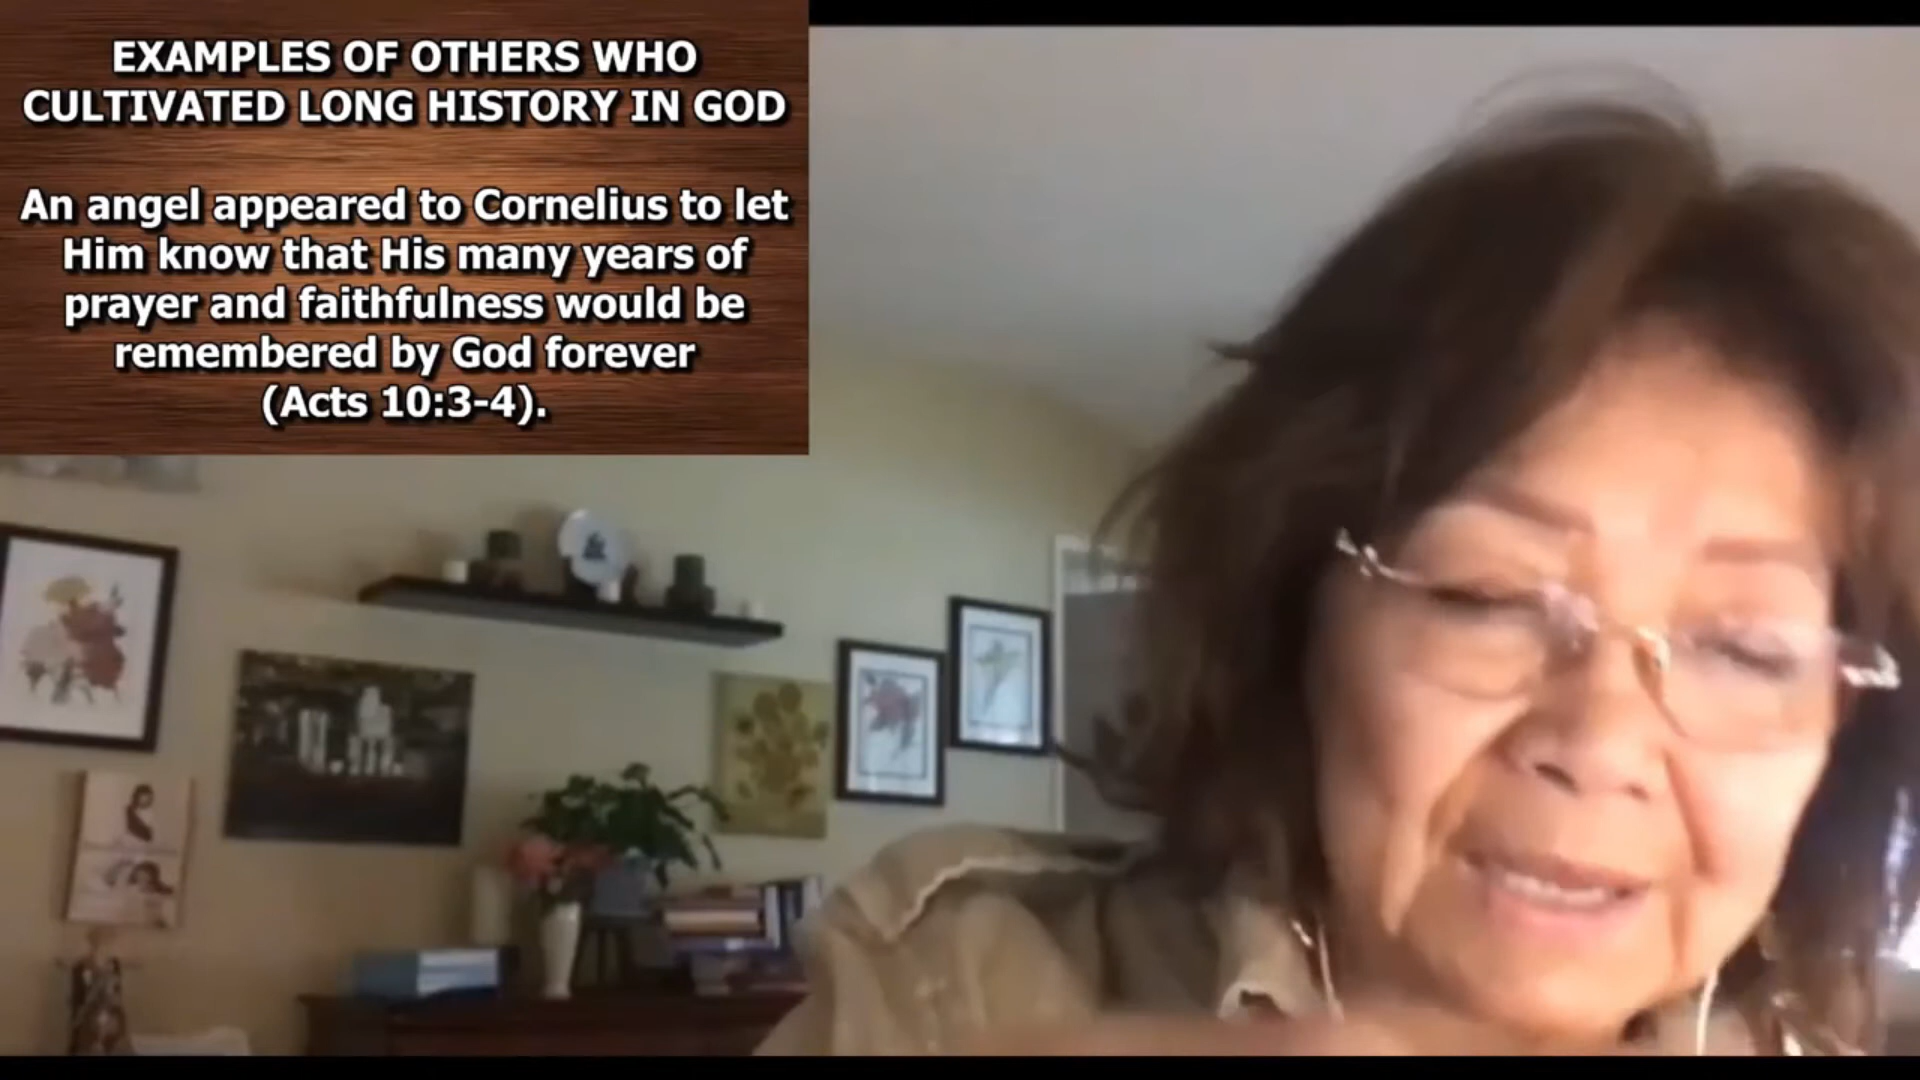 EXAMPLES OF OTHERS WHO
CULTIVATED LONG HISTORY IN GOD
An angel appeared to Cornelius to let
Him know that His many years of
prayer and faithfulness would be
remembered by God forever
(Acts 10:3-4).